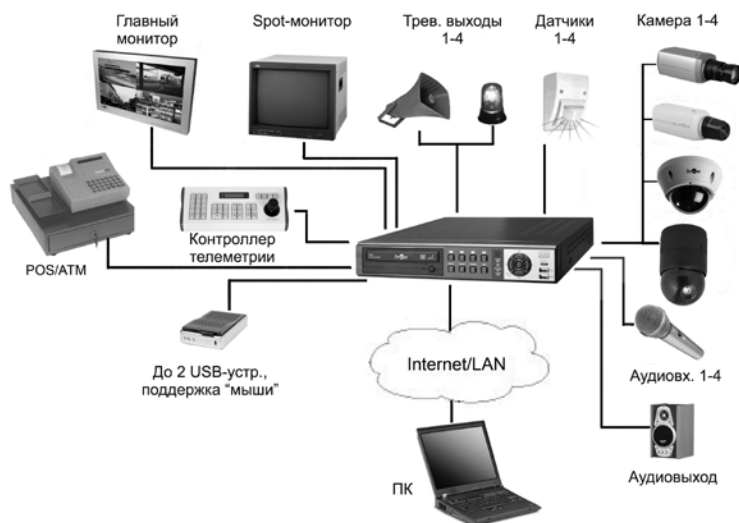 Главный
монитор
Spot-монитор
Трев. выходы
1-4
Датчики
1-4
Камера 1-4
POS/ATM
Контроллер
телеметрии
До 2 USB-устр.,
поддержка “мыши”
Internet/LAN
Аудиовх. 1-4
ПК
Аудиовыход